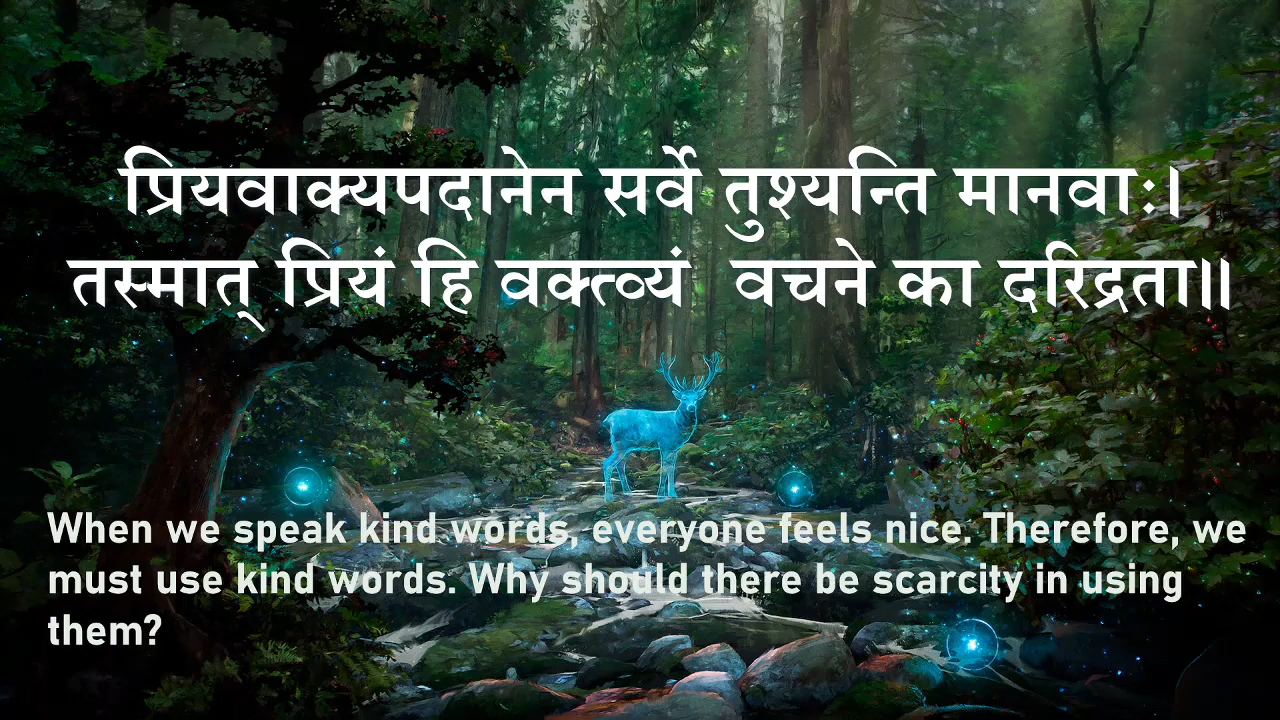 प्रियवाक्यपदानेन सर्वे तुश्यन्ति मानवाः।
तस्मात् प्रियं हि वक्त्व्यं वचने का दरिद्रता॥
When we speak kind words, everyone feels nice. Therefore, we
must use kind words. Why should there be scarcity in using
them?